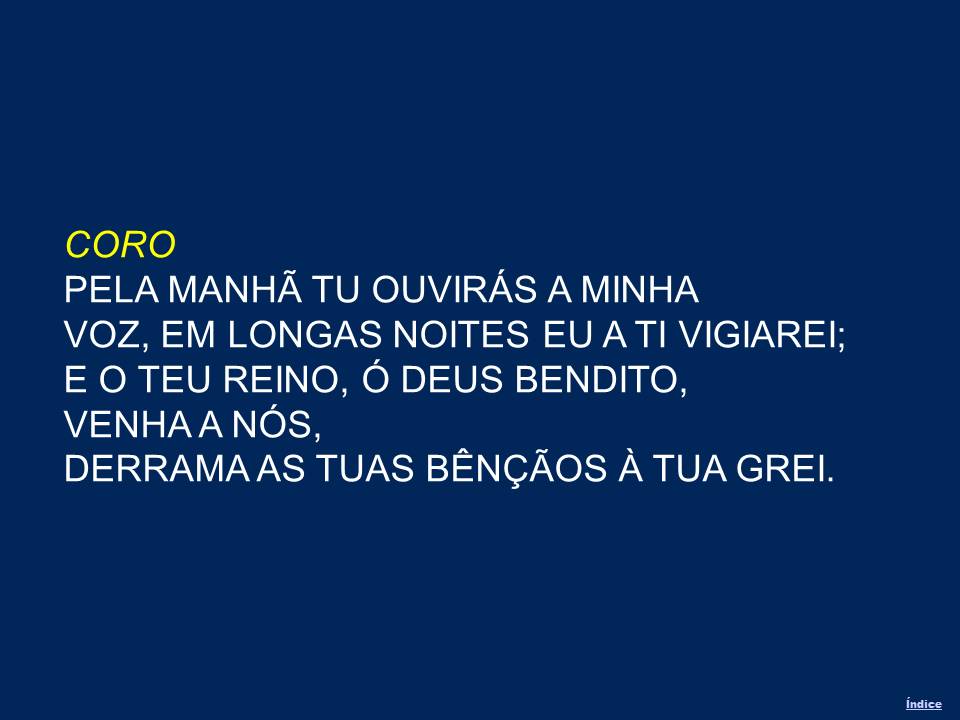 CORO
PELA MANHÃ TU OUVIRÁS A MINHA
VOZ, EM LONGAS NOITES EU A TI VIGIAREI;
E O TEU REINO, Ó DEUS BENDITO,
VENHA A NÓS,
DERRAMA AS TUAS BÊNÇÃOS À TUA GREI.
Índice